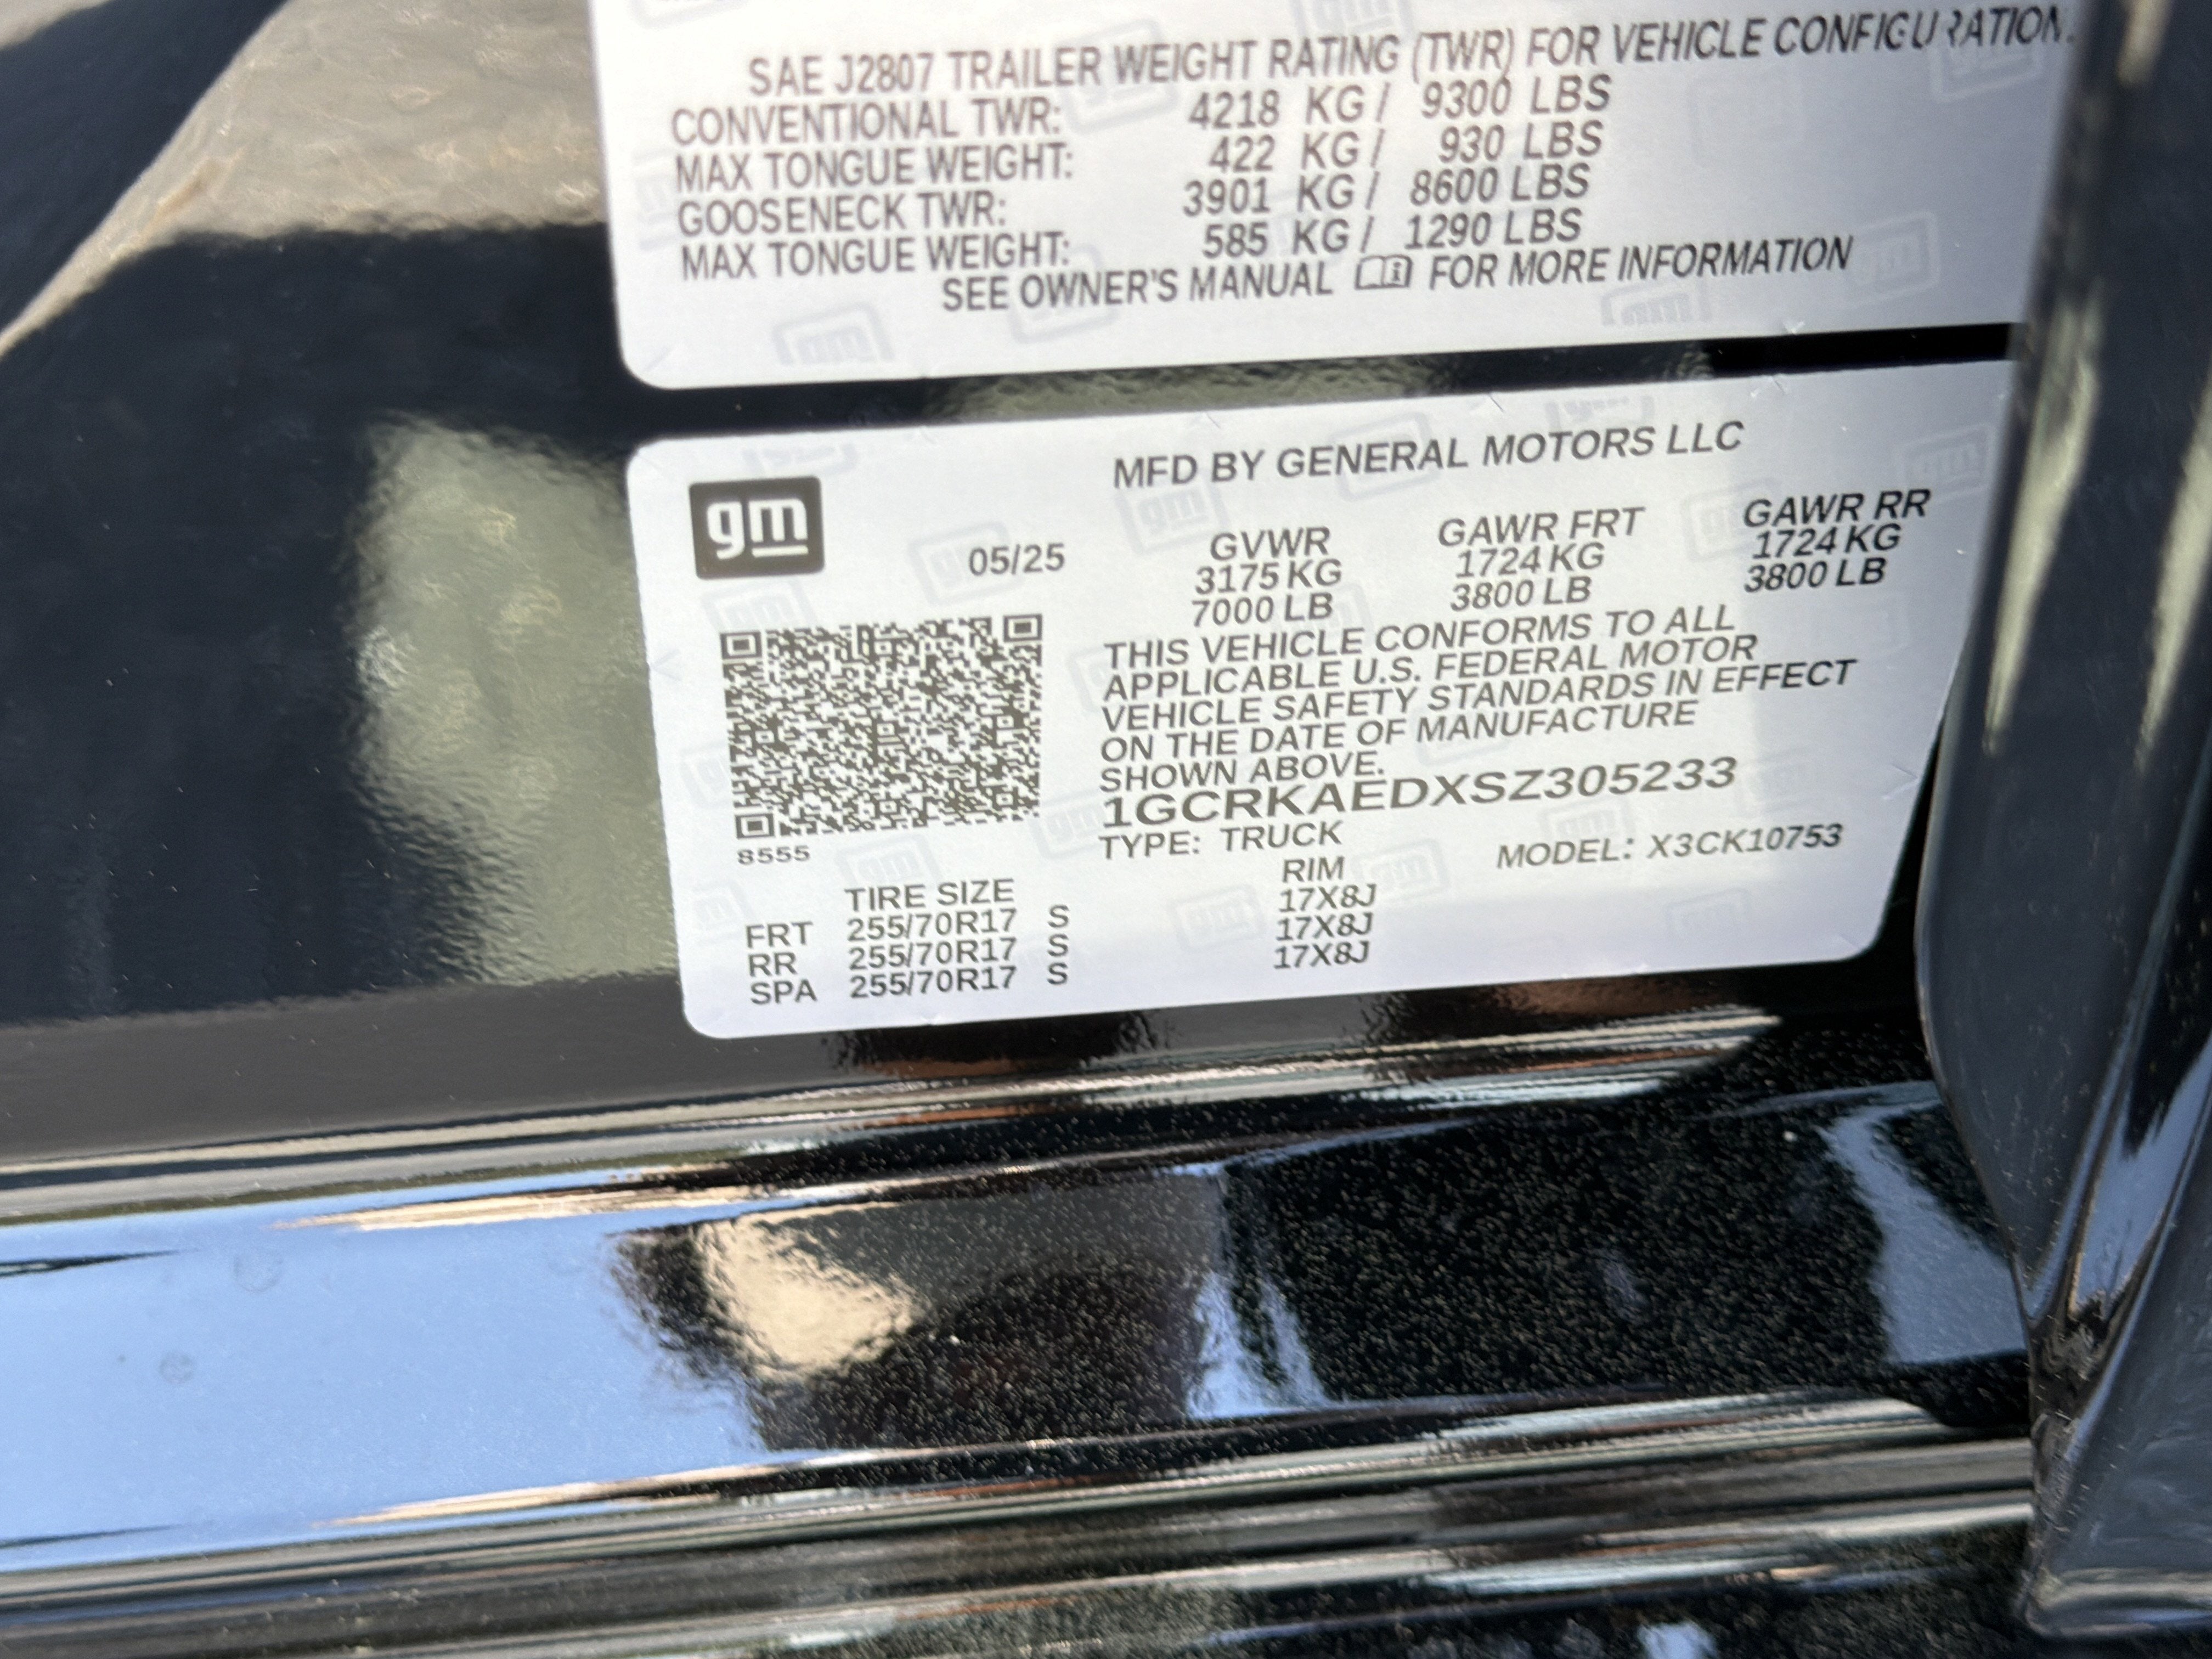 SAE J2807 TRAILER WEIGHT RATING (TWR) FOR VEHICLE CONFIGURATION.
CONVENTIONAL TWR: 4218 KG / 9300 LBS
MAX TONGUE WEIGHT: 422 KG / 930 LBS
GOOSENECK TWR: 3901 KG / 8600 LBS
MAX TONGUE WEIGHT: 585 KG / 1290 LBS
SEE OWNER'S MANUAL FOR MORE INFORMATION
gm
MFD BY GENERAL MOTORS LLC
05/25
GVWR GAWR FRT GAWR RR
3175 KG 1724 KG 1724 KG
7000 LB 3800 LB 3800 LB
THIS VEHICLE CONFORMS TO ALL
APPLICABLE U.S. FEDERAL MOTOR
VEHICLE SAFETY STANDARDS IN EFFECT
ON THE DATE OF MANUFACTURE
SHOWN ABOVE.
1GCRKAEDXSZ305233
TYPE: TRUCK MODEL: X3CK10753
8555
TIRE SIZE RIM
FRT 255/70R17 S 17X8J
RR 255/70R17 S 17X8J
SPA 255/70R17 S 17X8J